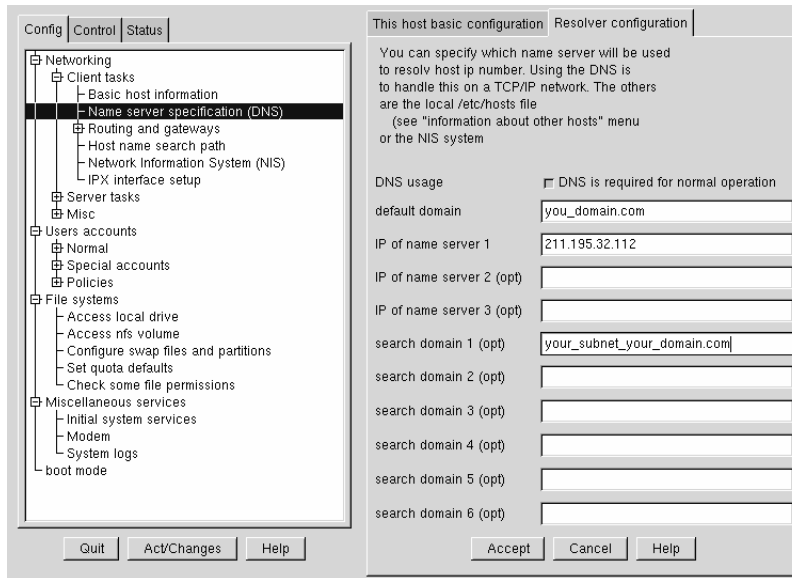 Config Control Status
Networking
Client tasks
Basic host information
Name server specification (DNS)
Routing and gateways
Host name search path
Network Information System (NIS)
IPX interface setup
Server tasks
Misc
Users accounts
Normal
Special accounts
Policies
File systems
Access local drive
Access nfs volume
Configure swap files and partitions
Set quota defaults
Check some file permissions
Miscellaneous services
Initial system services
Modem
System logs
boot mode
Quit Act/Changes Help
This host basic configuration Resolver configuration
You can specify which name server will be used
to resolv host ip number. Using the DNS is
to handle this on a TCP/IP network. The others
are the local /etc/hosts file
(see "information about other hosts" menu
or the NIS system
DNS usage DNS is required for normal operation
default domain you_domain.com
IP of name server 1 211.195.32.112
IP of name server 2 (opt)
IP of name server 3 (opt)
search domain 1 (opt) your_subnet_your_domain.com
search domain 2 (opt)
search domain 3 (opt)
search domain 4 (opt)
search domain 5 (opt)
search domain 6 (opt)
Accept Cancel Help